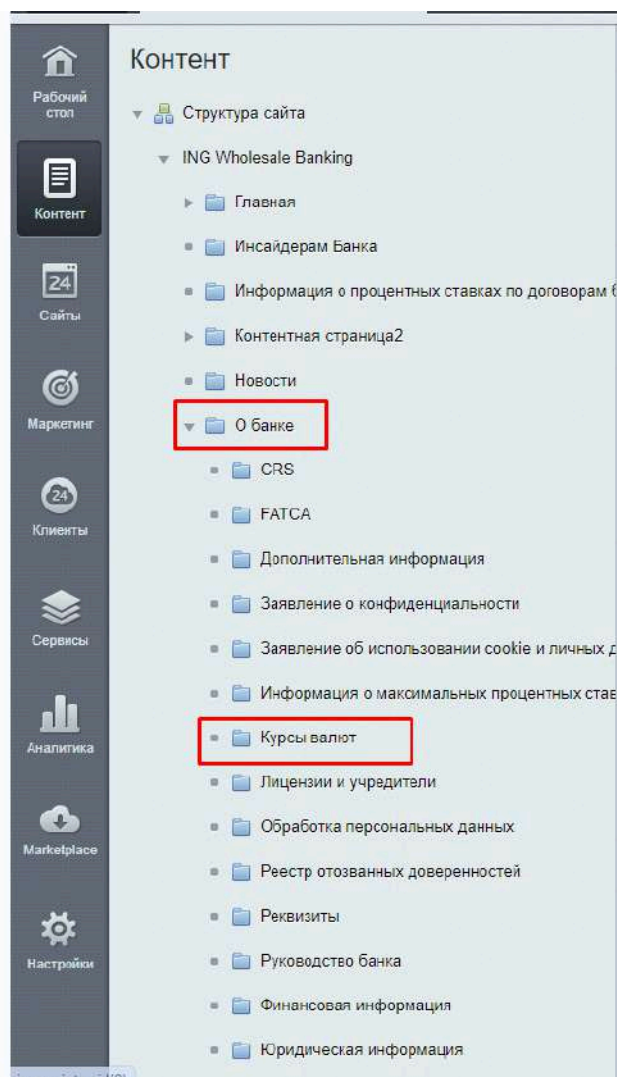 Контент
Рабочий
стол
Контент
24
Сайты
Маркетинг
24
Клиенты
Сервисы
Аналитика
Marketplace
Настройки
Структура сайта
ING Wholesale Banking
Главная
Инсайдерам Банка
Информация о процентных ставках по договорам
Контентная страница2
Новости
О банке
CRS
FATCA
Дополнительная информация
Заявление о конфиденциальности
Заявление об использовании cookie и личных
Информация о максимальных процентных став
Курсы валют
Лицензии и учредители
Обработка персональных данных
Реестр отозванных доверенностей
Реквизиты
Руководство банка
Финансовая информация
Юридическая информация